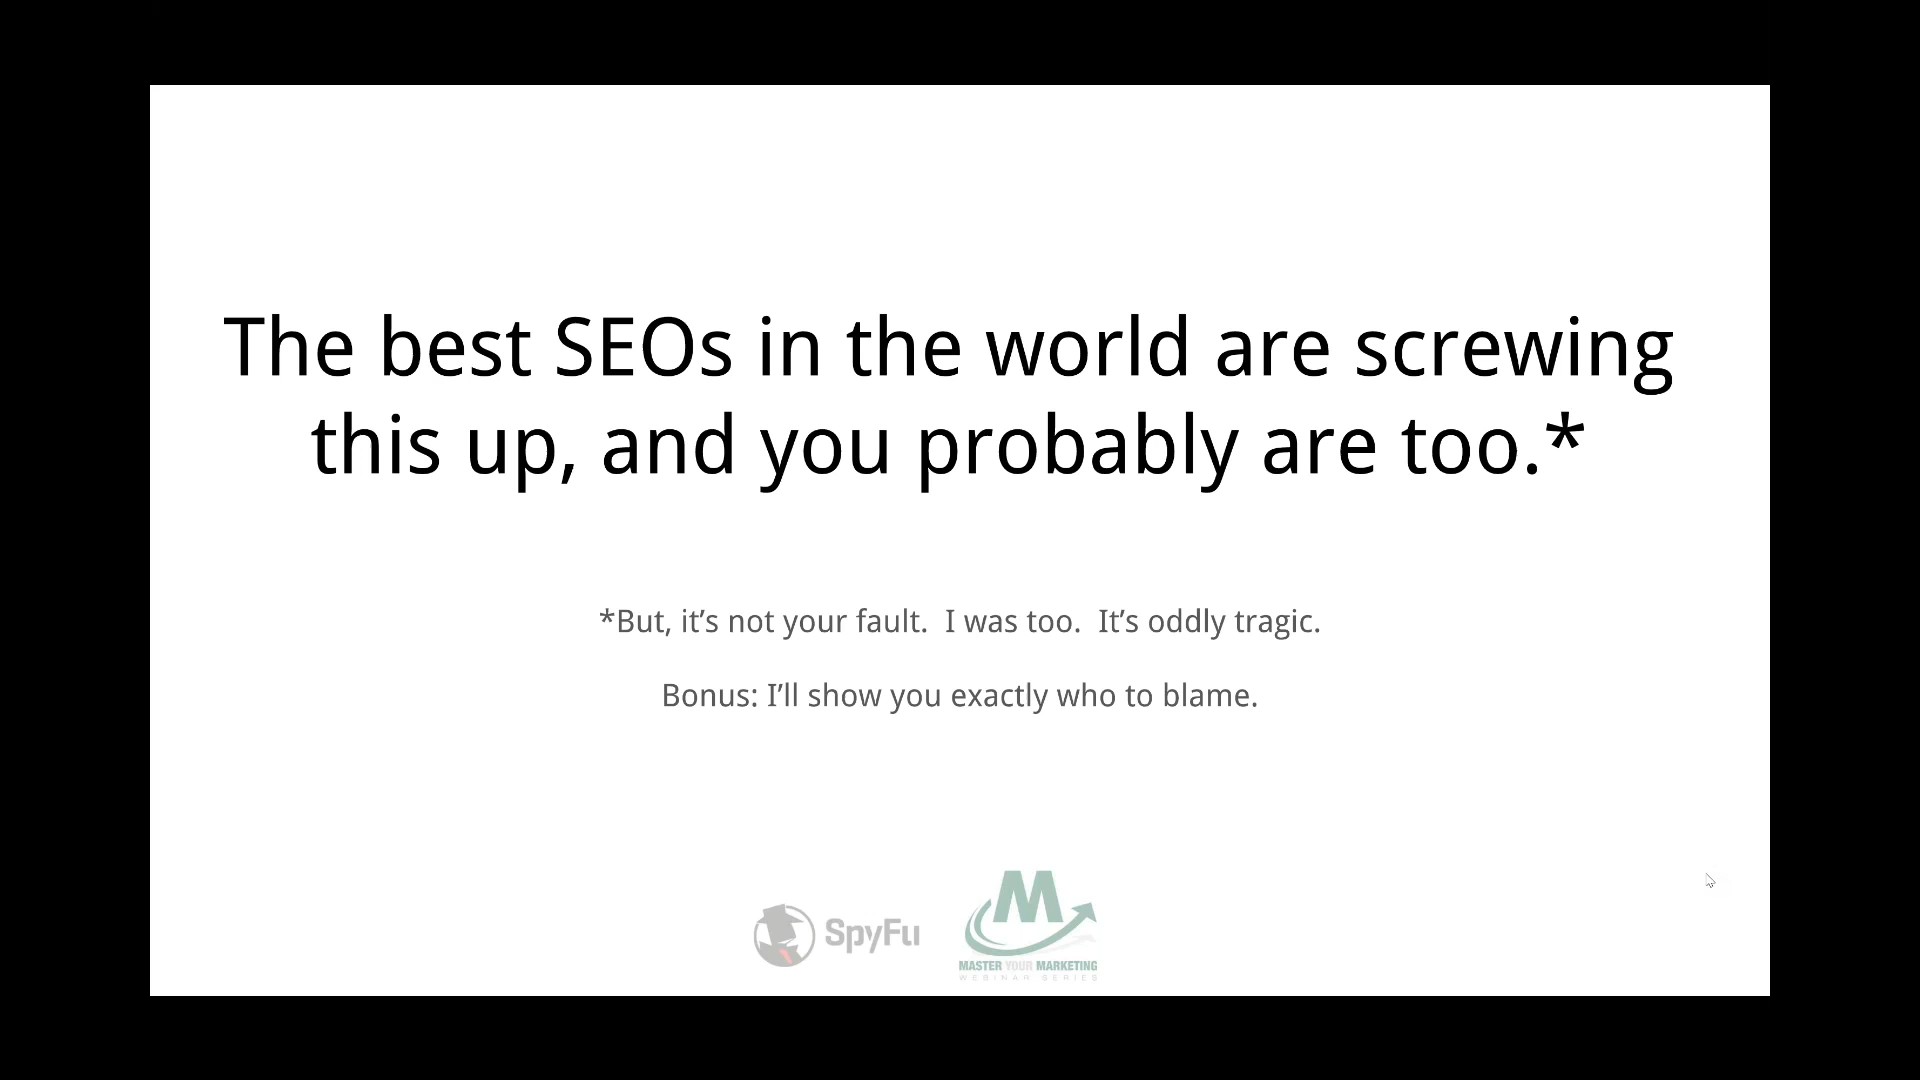 The best SEOs in the world are screwing
this up, and you probably are too.*
*But, it’s not your fault.  I was too.  It’s oddly tragic.
Bonus: I’ll show you exactly who to blame.
SpyFu
M
MASTER YOUR MARKETING
WEBINAR SERIES